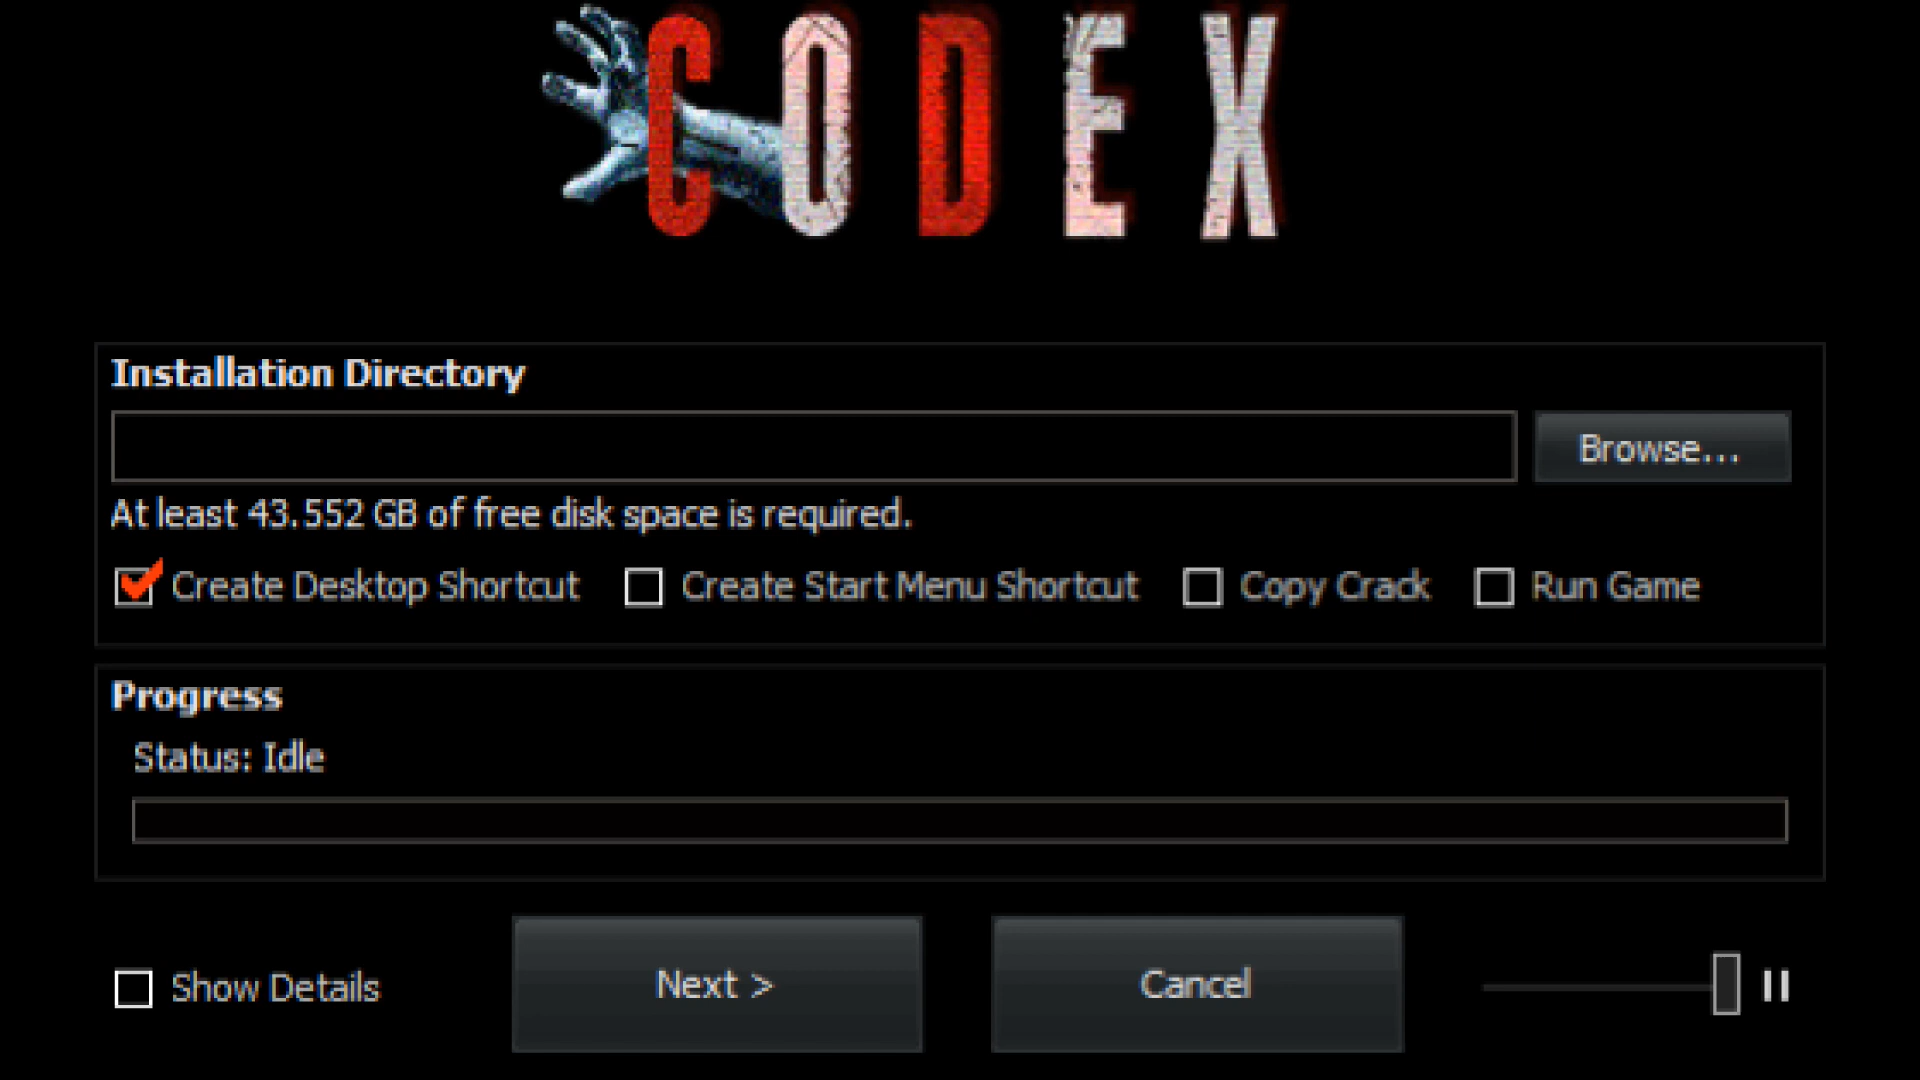 CODEX
Installation Directory
Browse...
At least 43.552 GB of free disk space is required.
Create Desktop Shortcut Create Start Menu Shortcut Copy Crack Run Game
Progress
Status: Idle
Show Details Next > Cancel